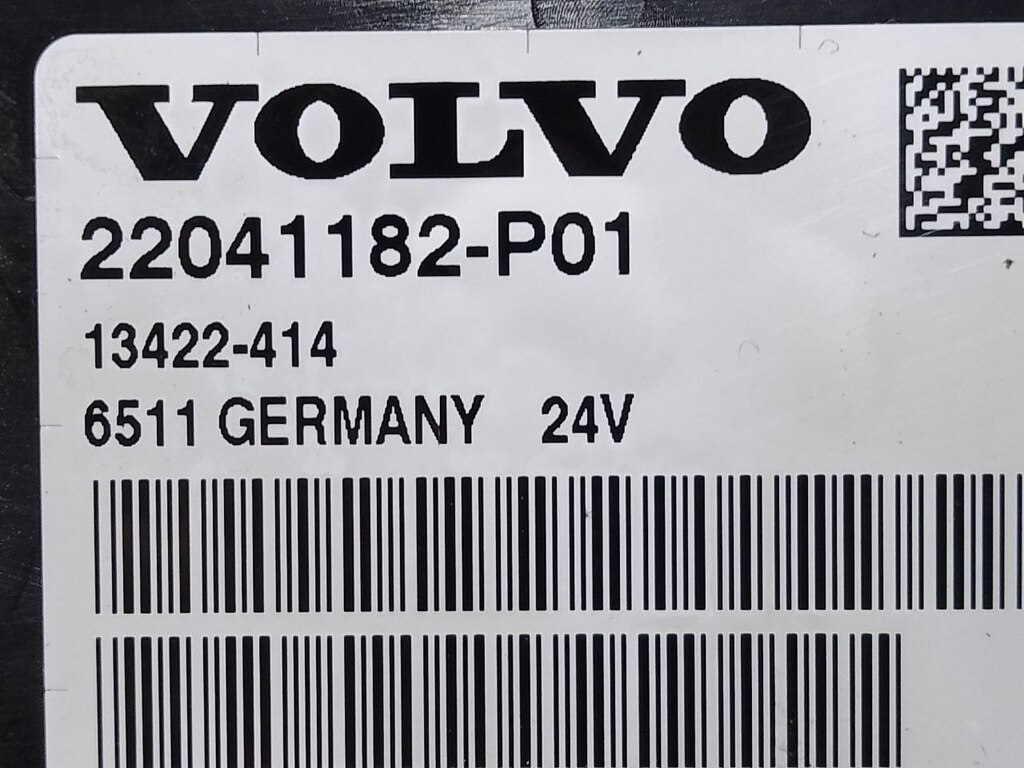 VOLVO
22041182-P01
13422-414
6511 GERMANY 24V